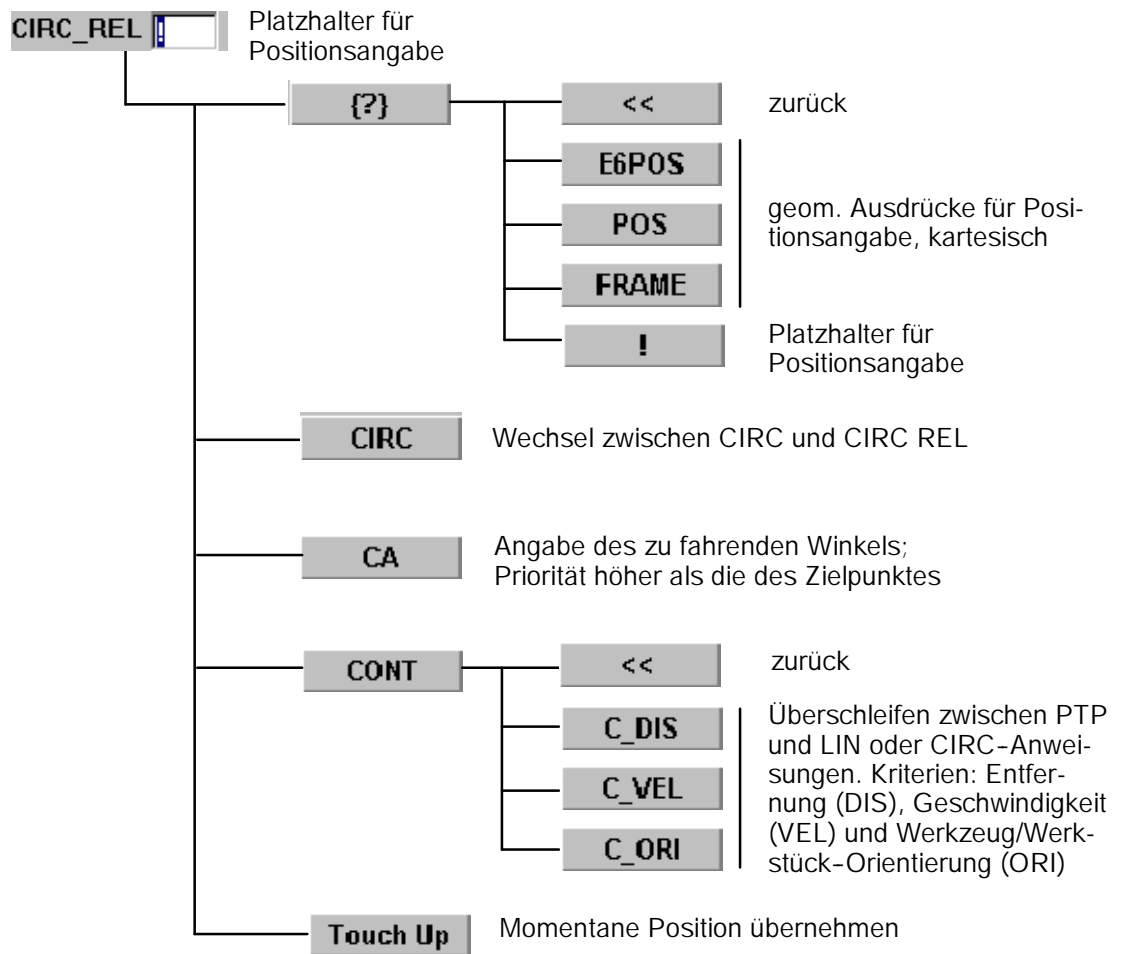 CIRC_REL !
Platzhalter für
Positionsangabe
{?}
<<
zurück
E6POS
POS
FRAME
geom. Ausdrücke für Posi-
tionsangabe, kartesisch
!
Platzhalter für
Positionsangabe
CIRC
Wechsel zwischen CIRC und CIRC REL
CA
Angabe des zu fahrenden Winkels;
Priorität höher als die des Zielpunktes
CONT
<<
zurück
C_DIS
C_VEL
C_ORI
Überschleifen zwischen PTP
und LIN oder CIRC-Anwei-
sungen. Kriterien: Entfer-
nung (DIS), Geschwindigkeit
(VEL) und Werkzeug/Werk-
stück-Orientierung (ORI)
Touch Up
Momentane Position übernehmen